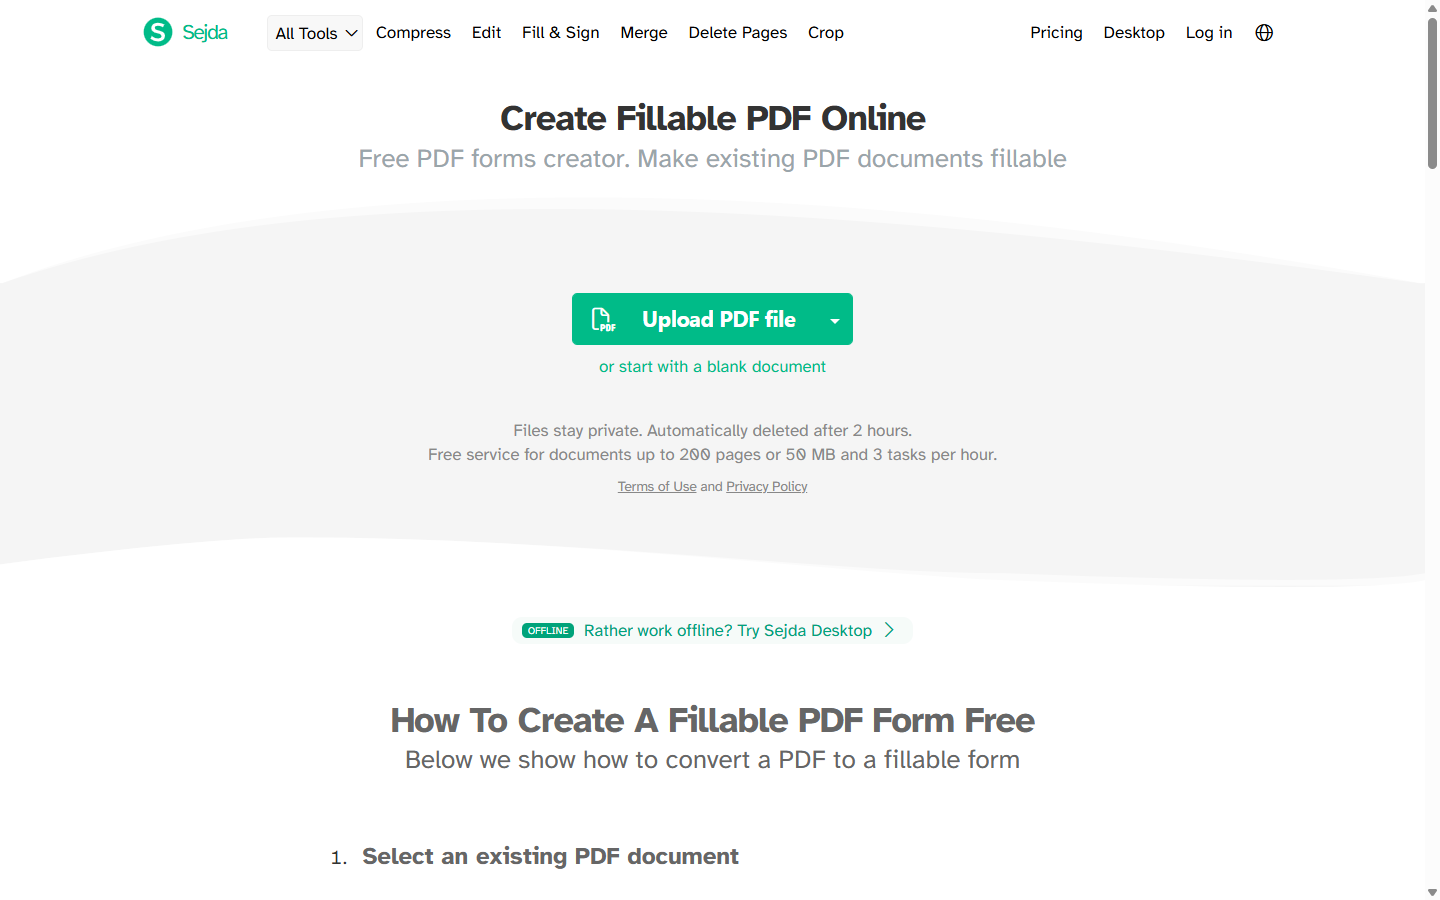 Sejda
All Tools Compress Edit Fill & Sign Merge Delete Pages Crop Pricing Desktop Log in
Create Fillable PDF Online
Free PDF forms creator. Make existing PDF documents fillable
PDF Upload PDF file
or start with a blank document
Files stay private. Automatically deleted after 2 hours.
Free service for documents up to 200 pages or 50 MB and 3 tasks per hour.
Terms of Use and Privacy Policy
OFFLINE Rather work offline? Try Sejda Desktop
How To Create A Fillable PDF Form Free
Below we show how to convert a PDF to a fillable form
1. Select an existing PDF document